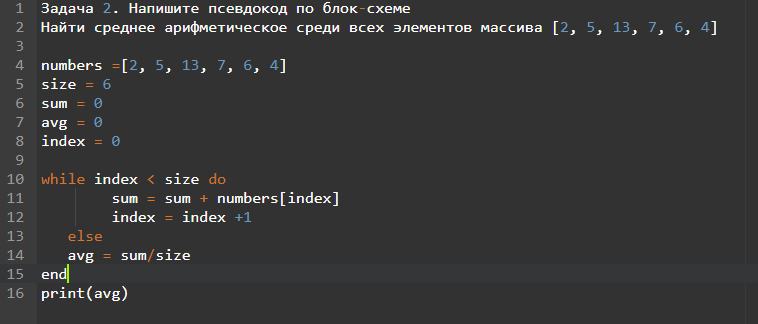 1 Задача 2. Напишите псевдокод по блок-схеме
2 Найти среднее арифметическое среди всех элементов массива [2, 5, 13, 7, 6, 4]
3
4 numbers =[2, 5, 13, 7, 6, 4]
5 size = 6
6 sum = 0
7 avg = 0
8 index = 0
9
10 while index < size do
11 sum = sum + numbers[index]
12 index = index +1
13 else
14 avg = sum/size
15 end
16 print(avg)